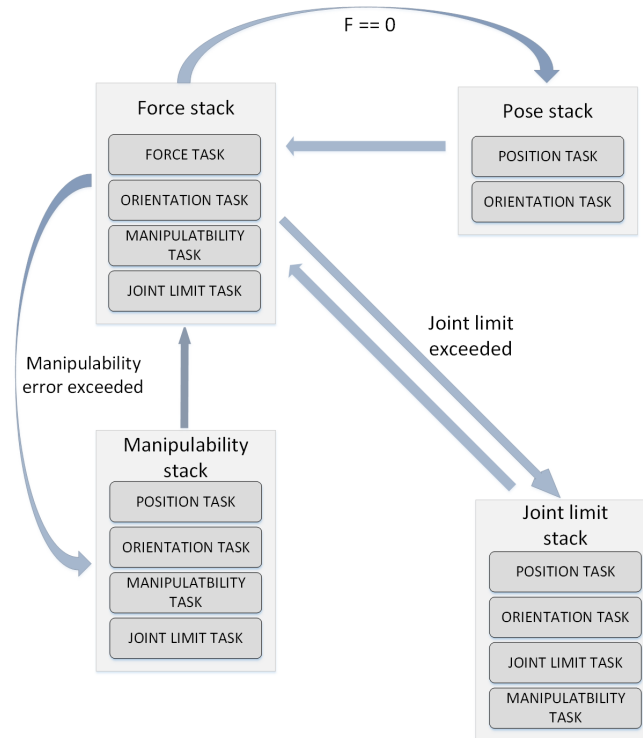 F == 0
Force stack
FORCE TASK
ORIENTATION TASK
MANIPULATBILITY
TASK
JOINT LIMIT TASK
Pose stack
POSITION TASK
ORIENTATION TASK
Manipulability
error exceeded
Joint limit
exceeded
Manipulability
stack
POSITION TASK
ORIENTATION TASK
MANIPULATBILITY
TASK
JOINT LIMIT TASK
Joint limit
stack
POSITION TASK
ORIENTATION TASK
JOINT LIMIT TASK
MANIPULATBILITY
TASK